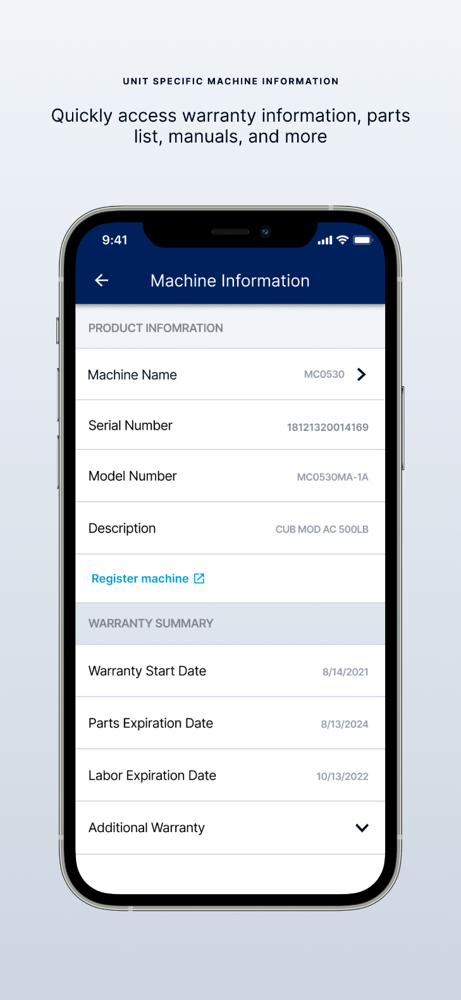 UNIT SPECIFIC MACHINE INFORMATION
Quickly access warranty information, parts
list, manuals, and more
9:41
Machine Information
PRODUCT INFOMRATION
Machine Name MC0530
Serial Number 18121320014169
Model Number MC0530MA-1A
Description CUB MOD AC 500LB
Register machine
WARRANTY SUMMARY
Warranty Start Date 8/14/2021
Parts Expiration Date 8/13/2024
Labor Expiration Date 10/13/2022
Additional Warranty